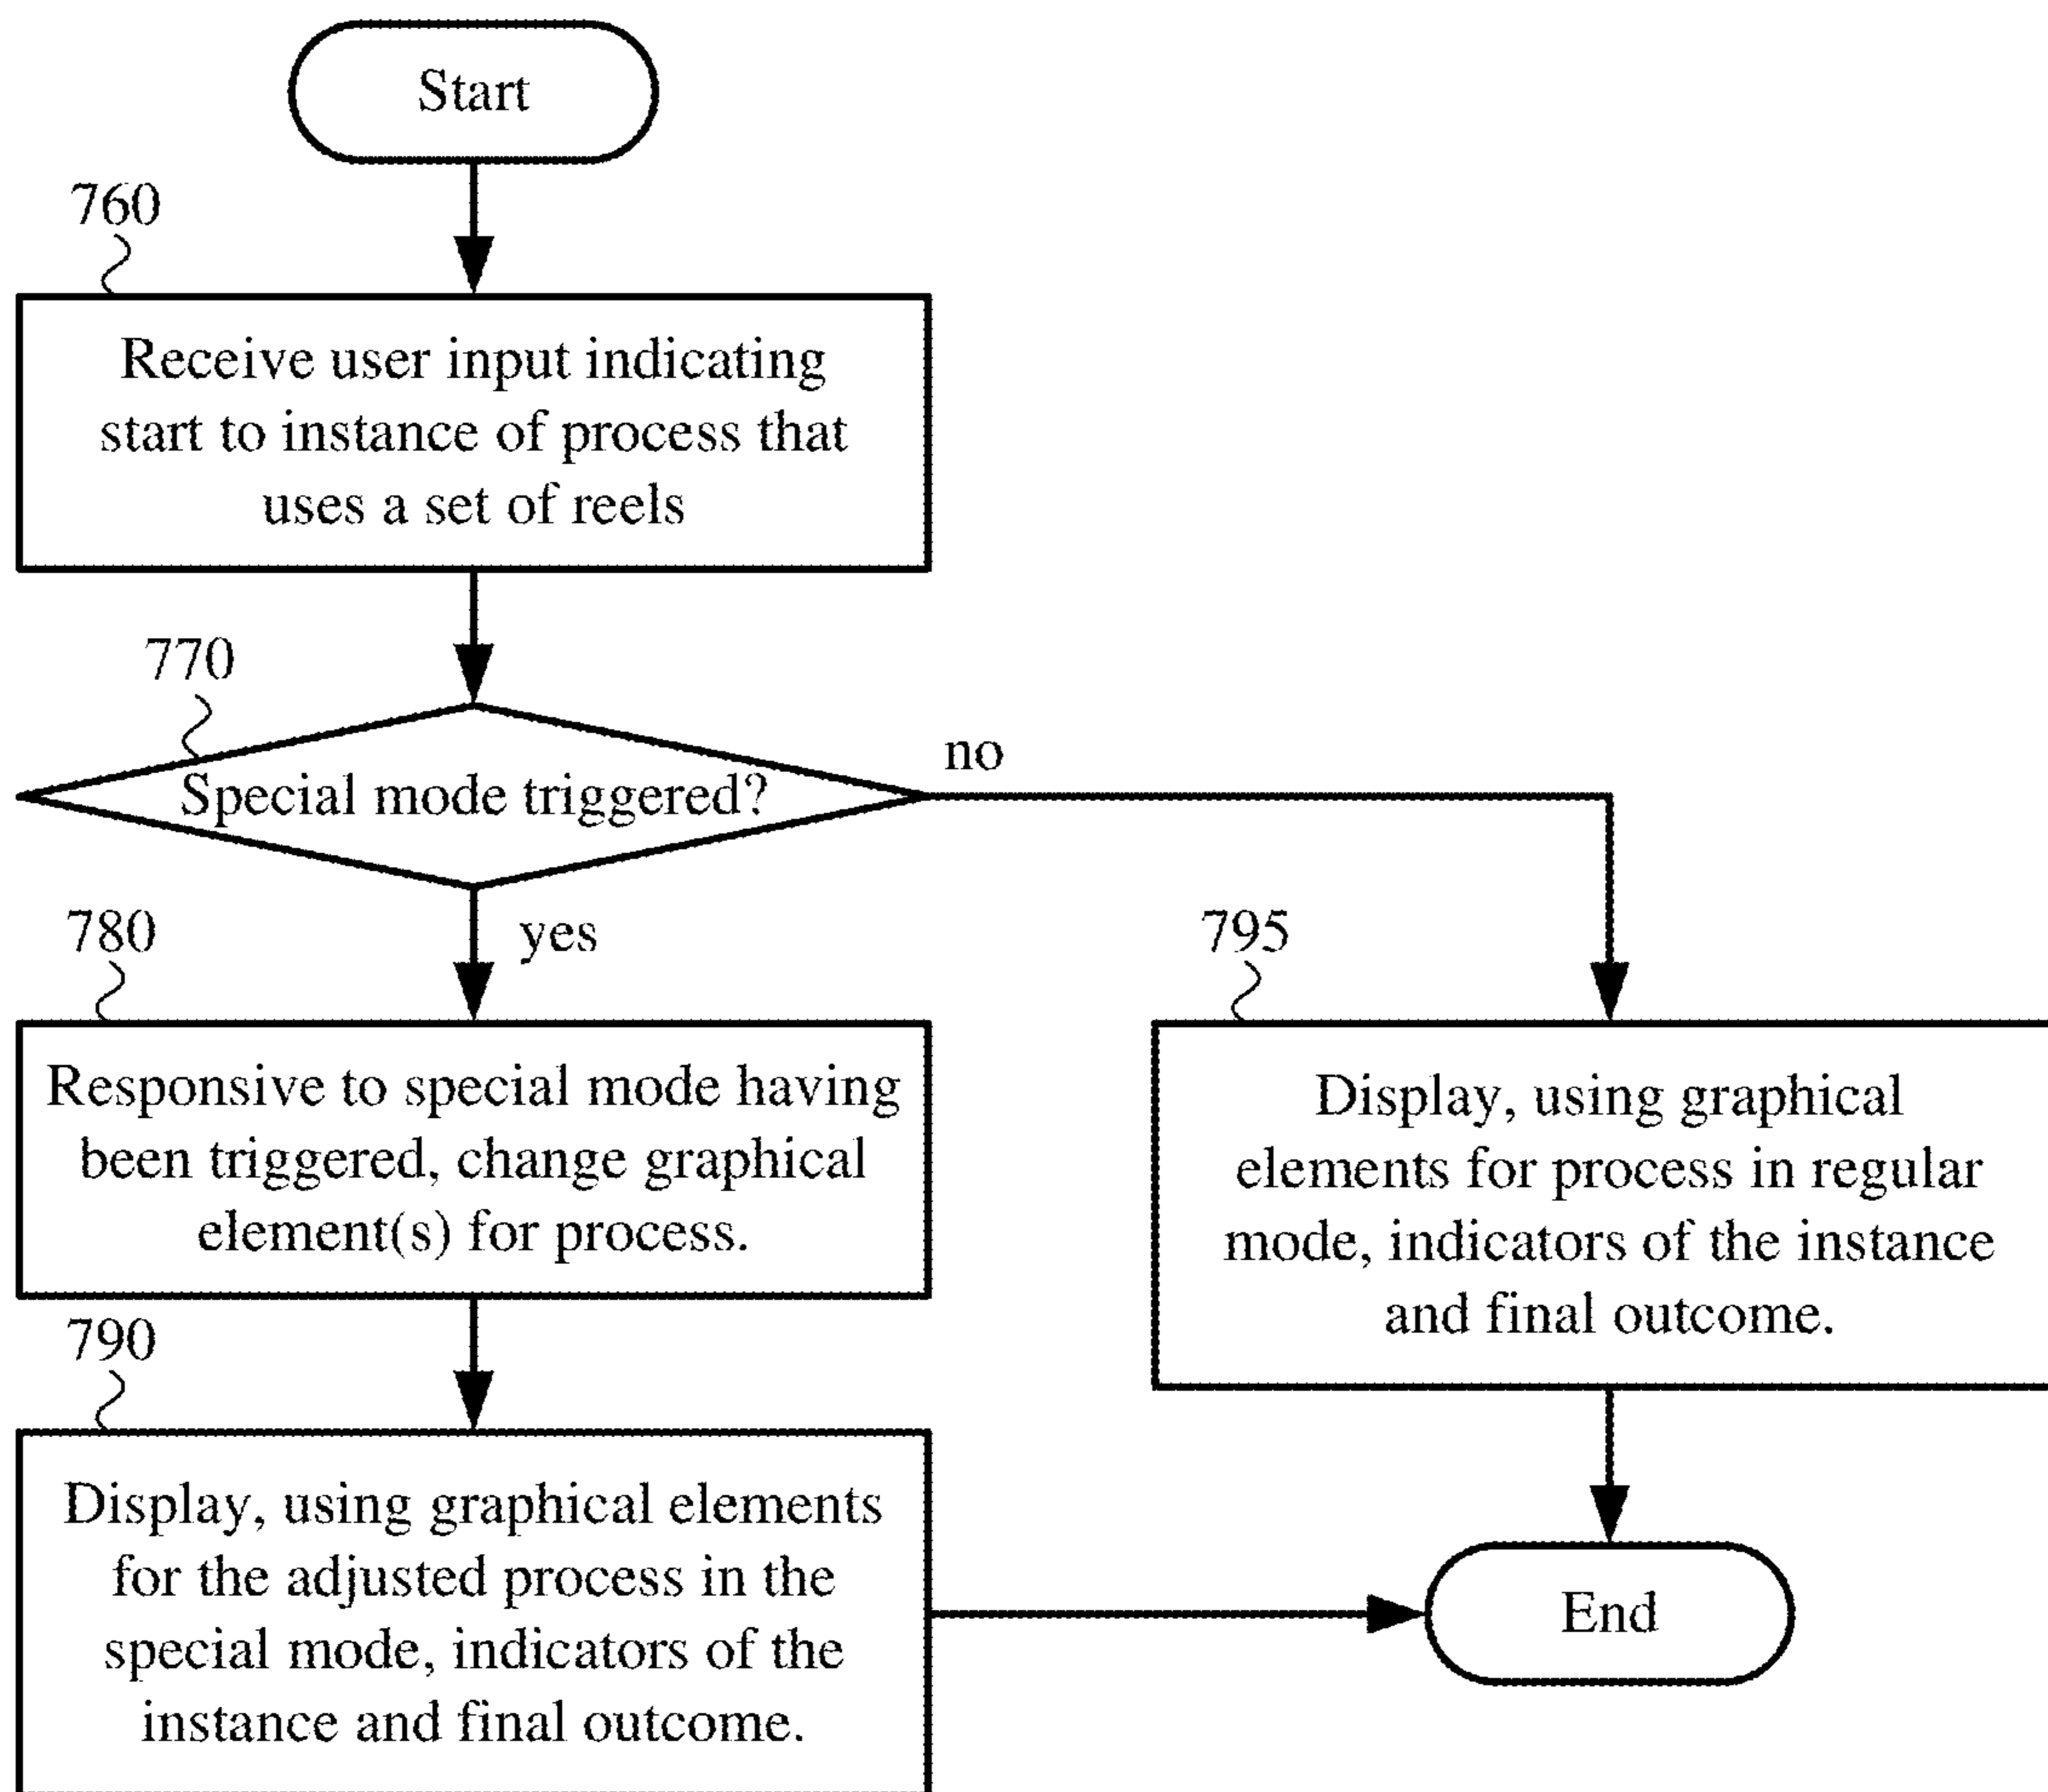 Start
760
Receive user input indicating
start to instance of process that
uses a set of reels
770
Special mode triggered?
no
yes
780
Responsive to special mode having
been triggered, change graphical
element(s) for process.
795
Display, using graphical
elements for process in regular
mode, indicators of the instance
and final outcome.
790
Display, using graphical elements
for the adjusted process in the
special mode, indicators of the
instance and final outcome.
End